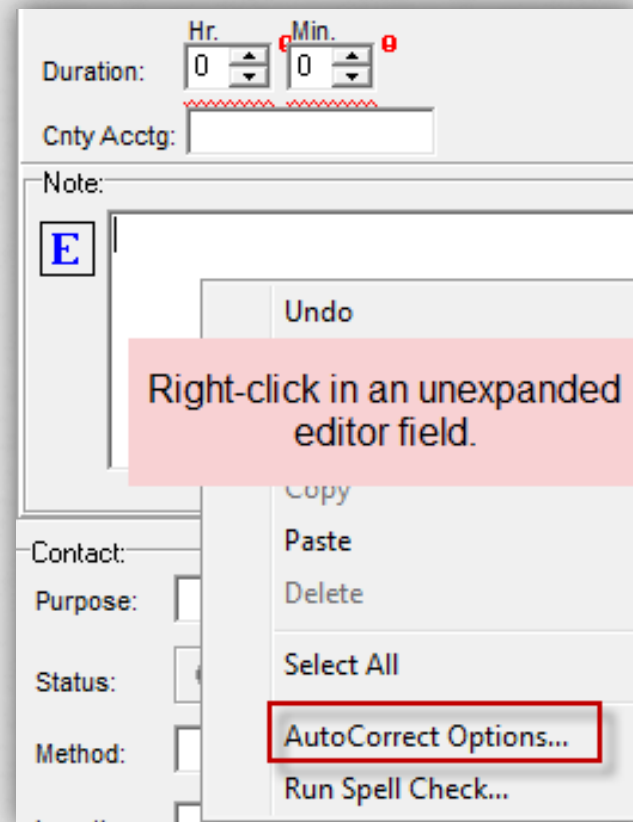 Hr. Min.
Duration: 0 0
Cnty Acctg:
Note:
E
Undo
Right-click in an unexpanded
editor field.
Copy
Paste
Contact:
Purpose:
Delete
Select All
Status:
AutoCorrect Options...
Method:
Run Spell Check...